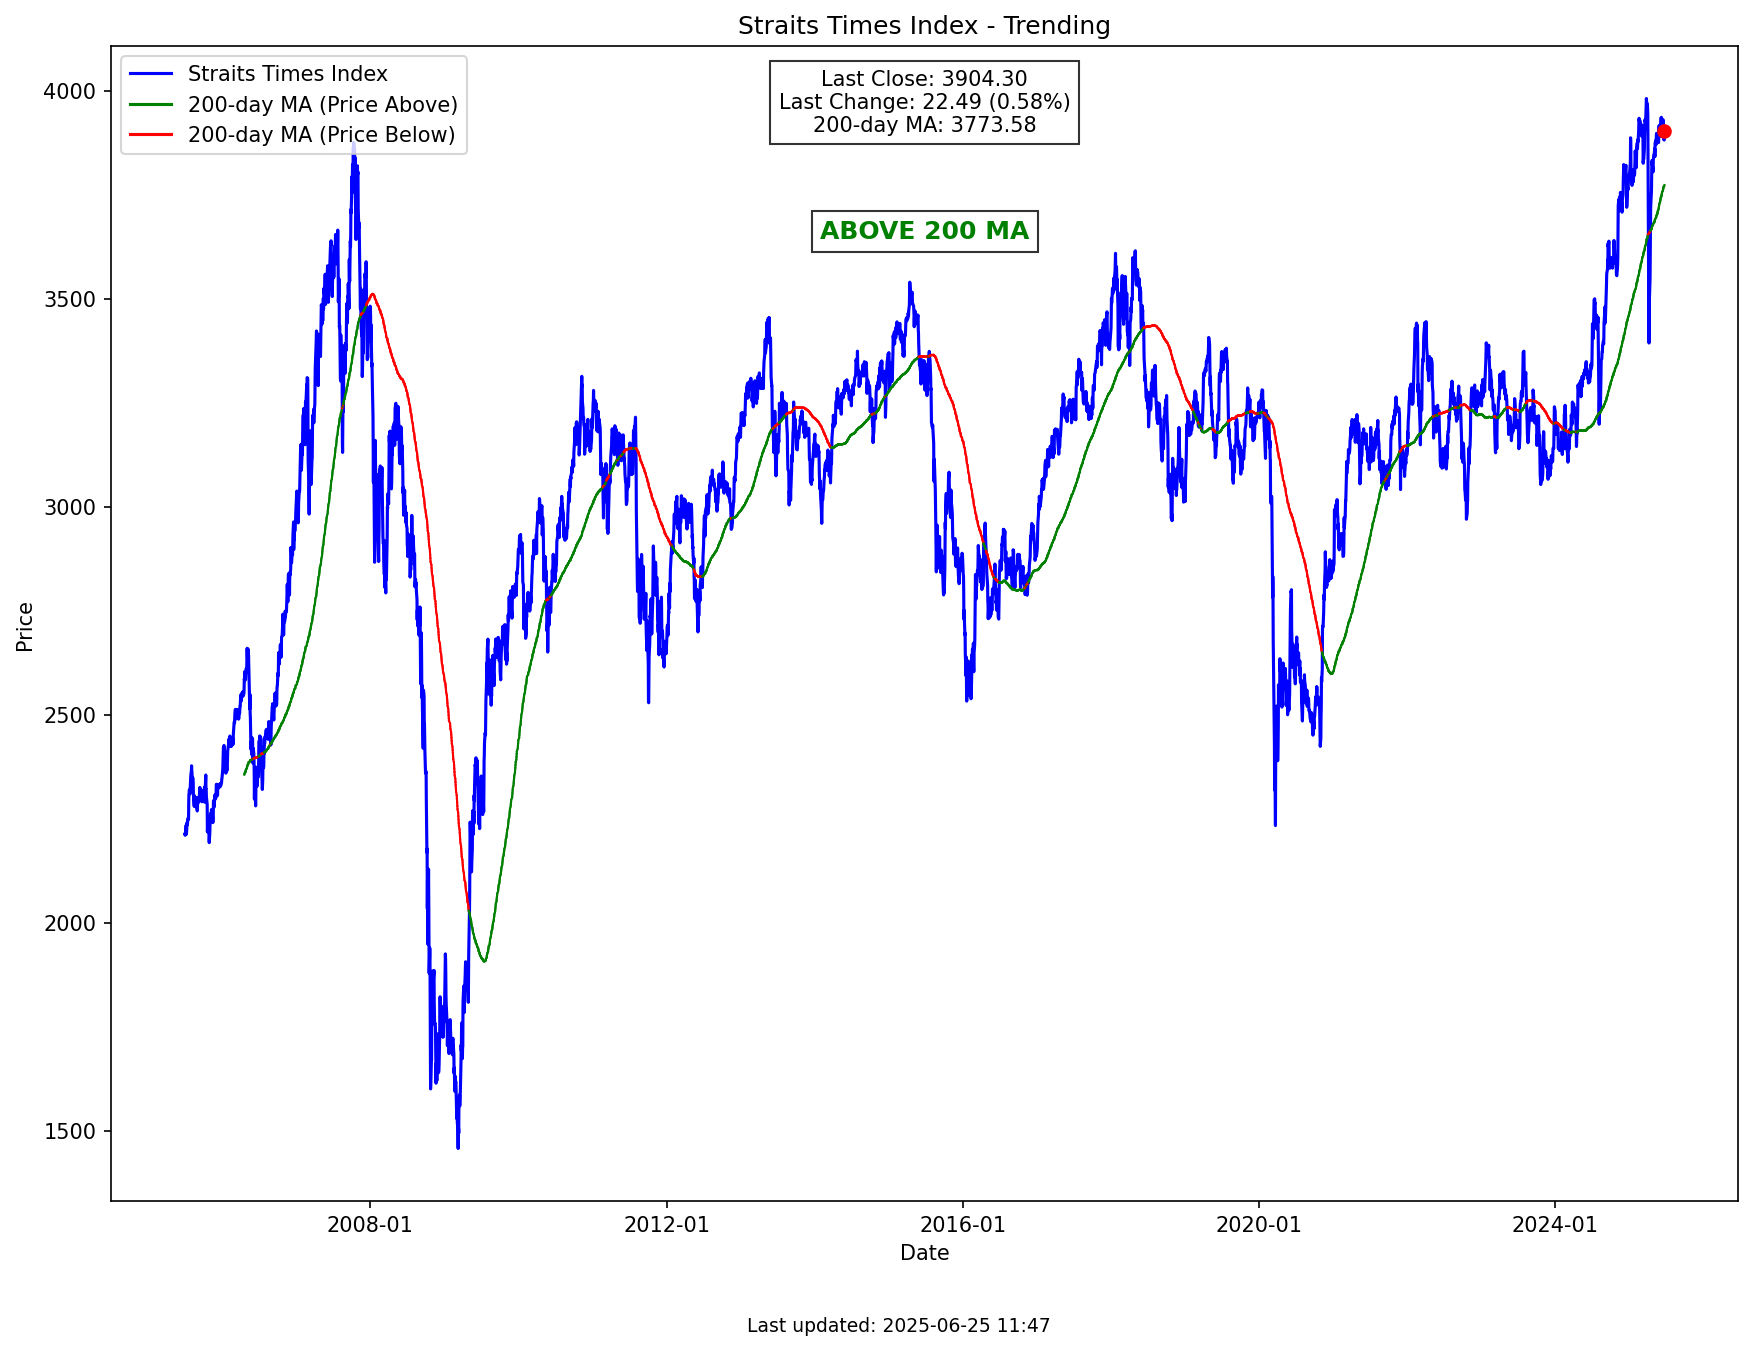 Straits Times Index - Trending
Straits Times Index
200-day MA (Price Above)
200-day MA (Price Below)
Last Close: 3904.30
Last Change: 22.49 (0.58%)
200-day MA: 3773.58
ABOVE 200 MA
Price
4000
3500
3000
2500
2000
1500
2008-01
2012-01
2016-01
2020-01
2024-01
Date
Last updated: 2025-06-25 11:47